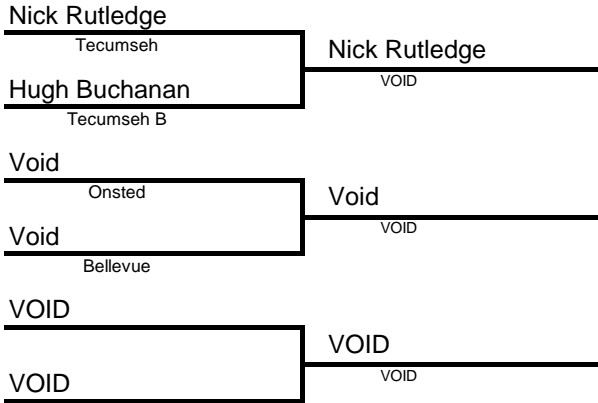 Nick Rutledge
Tecumseh
Nick Rutledge
VOID
Hugh Buchanan
Tecumseh B
Void
Onsted
Void
VOID
Void
Bellevue
VOID
VOID
VOID
VOID